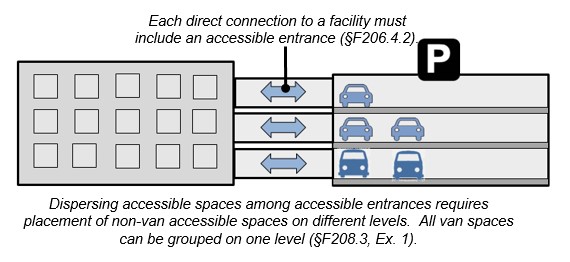 Each direct connection to a facility must
include an accessible entrance (§F206.4.2).
P
Dispersing accessible spaces among accessible entrances requires
placement of non-van accessible spaces on different levels.  All van spaces
can be grouped on one level (§F208.3, Ex. 1).